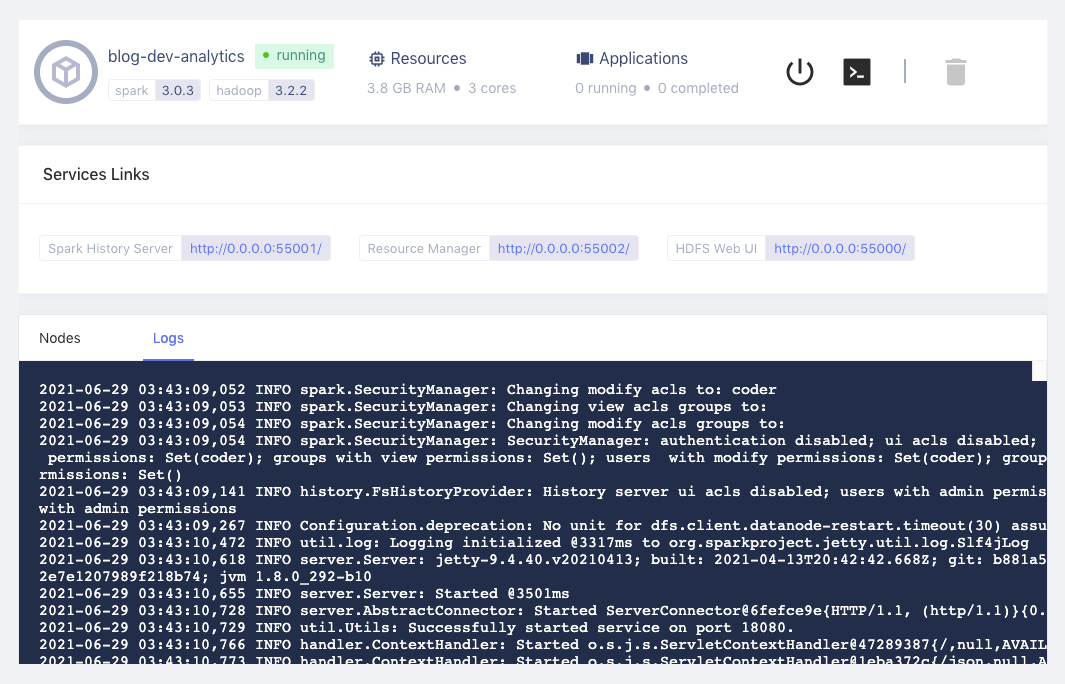 blog-dev-analytics running
spark 3.0.3 hadoop 3.2.2
Resources
3.8 GB RAM • 3 cores
Applications
0 running • 0 completed
Services Links
Spark History Server http://0.0.0.0:55001/ Resource Manager http://0.0.0.0:55002/ HDFS Web UI http://0.0.0.0:55000/
Nodes Logs
2021-06-29 03:43:09,052 INFO spark.SecurityManager: Changing modify acls to: coder
2021-06-29 03:43:09,053 INFO spark.SecurityManager: Changing view acls groups to:
2021-06-29 03:43:09,054 INFO spark.SecurityManager: Changing modify acls groups to:
2021-06-29 03:43:09,054 INFO spark.SecurityManager: SecurityManager: authentication disabled; ui acls disabled;
permissions: Set(coder); groups with view permissions: Set(); users  with modify permissions: Set(coder); group
rmissions: Set()
2021-06-29 03:43:09,141 INFO history.FsHistoryProvider: History server ui acls disabled; users with admin permis
with admin permissions
2021-06-29 03:43:09,267 INFO Configuration.deprecation: No unit for dfs.client.datanode-restart.timeout(30) assu
2021-06-29 03:43:10,472 INFO util.log: Logging initialized @3317ms to org.sparkproject.jetty.util.log.Slf4jLog
2021-06-29 03:43:10,618 INFO server.Server: jetty-9.4.40.v20210413; built: 2021-04-13T20:42:42.668Z; git: b881a5
2e7e1207989f218b74; jvm 1.8.0_292-b10
2021-06-29 03:43:10,655 INFO server.Server: Started @3501ms
2021-06-29 03:43:10,728 INFO server.AbstractConnector: Started ServerConnector@6fefce9e{HTTP/1.1, (http/1.1)}{0.
2021-06-29 03:43:10,729 INFO util.Utils: Successfully started service on port 18080.
2021-06-29 03:43:10,766 INFO handler.ContextHandler: Started o.s.j.s.ServletContextHandler@47289387{/,null,AVAIL
2021-06-29 03:43:10,773 INFO handler.ContextHandler: Started o.s.j.s.ServletContextHandler@1eba372c{/json,null,A